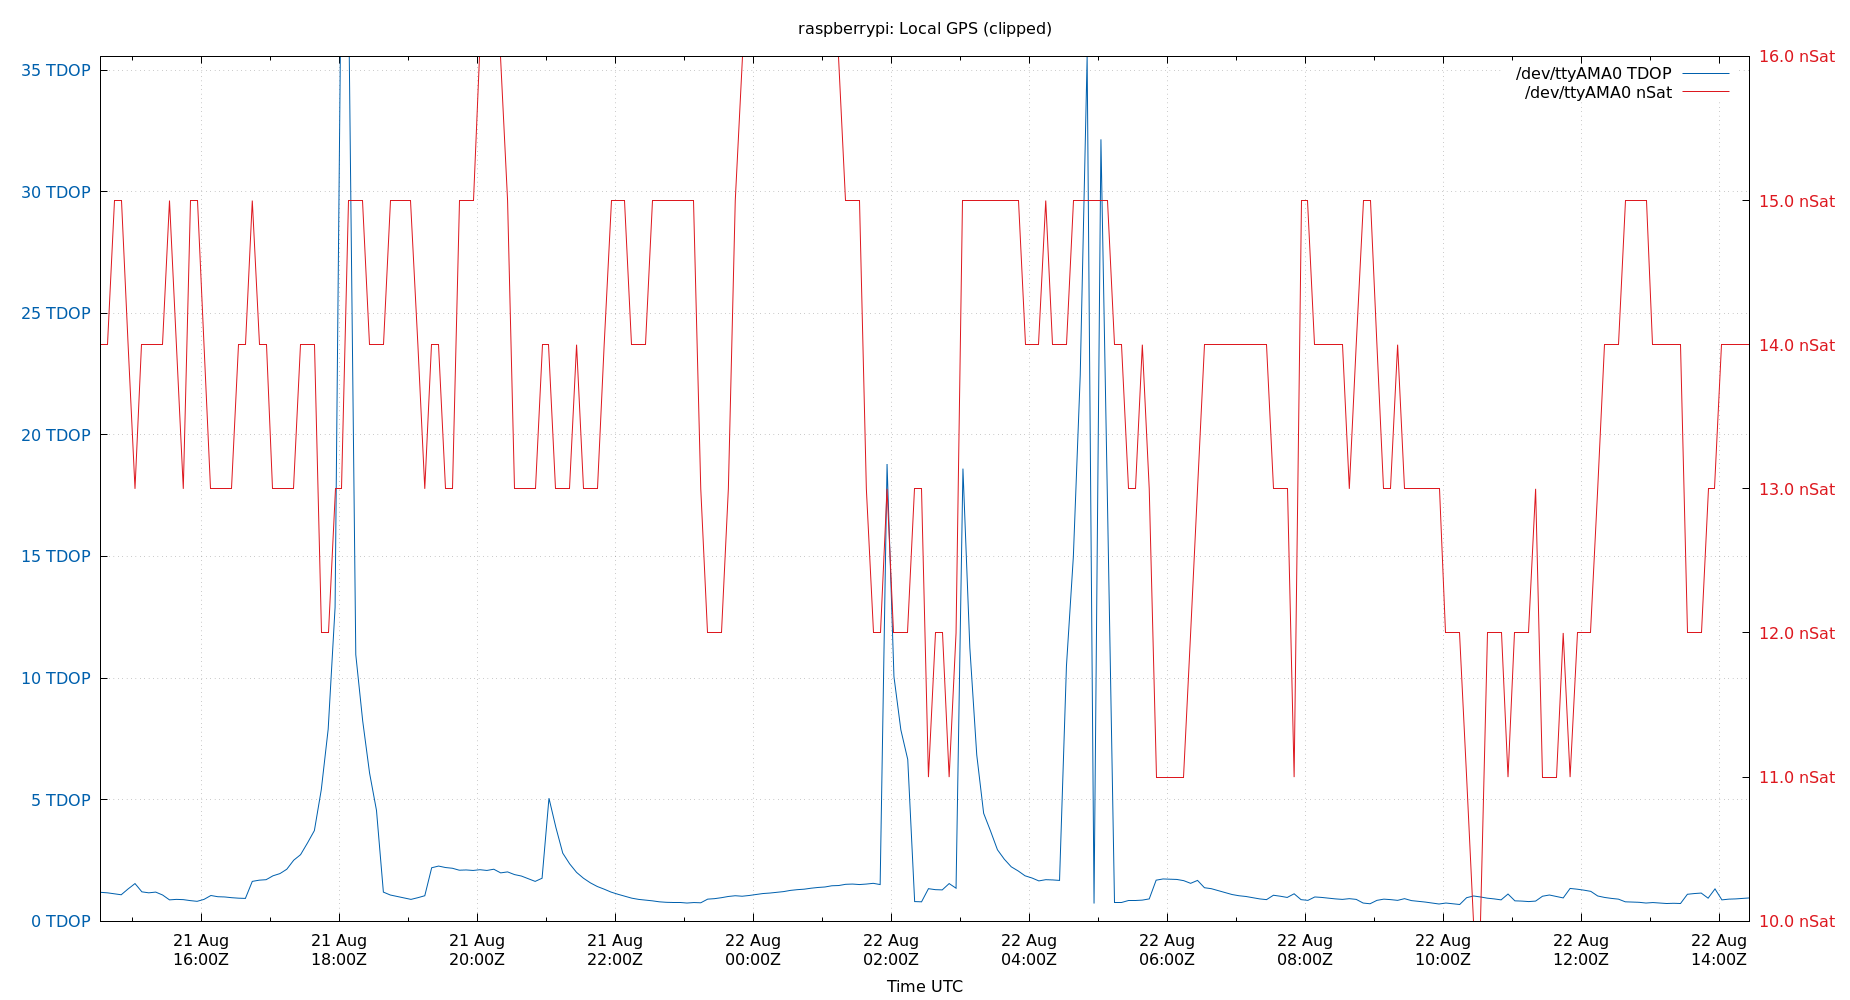 raspberrypi: Local GPS (clipped)
35 TDOP
30 TDOP
25 TDOP
20 TDOP
15 TDOP
10 TDOP
5 TDOP
0 TDOP
16.0 nSat
15.0 nSat
14.0 nSat
13.0 nSat
12.0 nSat
11.0 nSat
10.0 nSat
/dev/ttyAMA0 TDOP
/dev/ttyAMA0 nSat
21 Aug
16:00Z
21 Aug
18:00Z
21 Aug
20:00Z
21 Aug
22:00Z
22 Aug
00:00Z
22 Aug
02:00Z
22 Aug
04:00Z
22 Aug
06:00Z
22 Aug
08:00Z
22 Aug
10:00Z
22 Aug
12:00Z
22 Aug
14:00Z
Time UTC